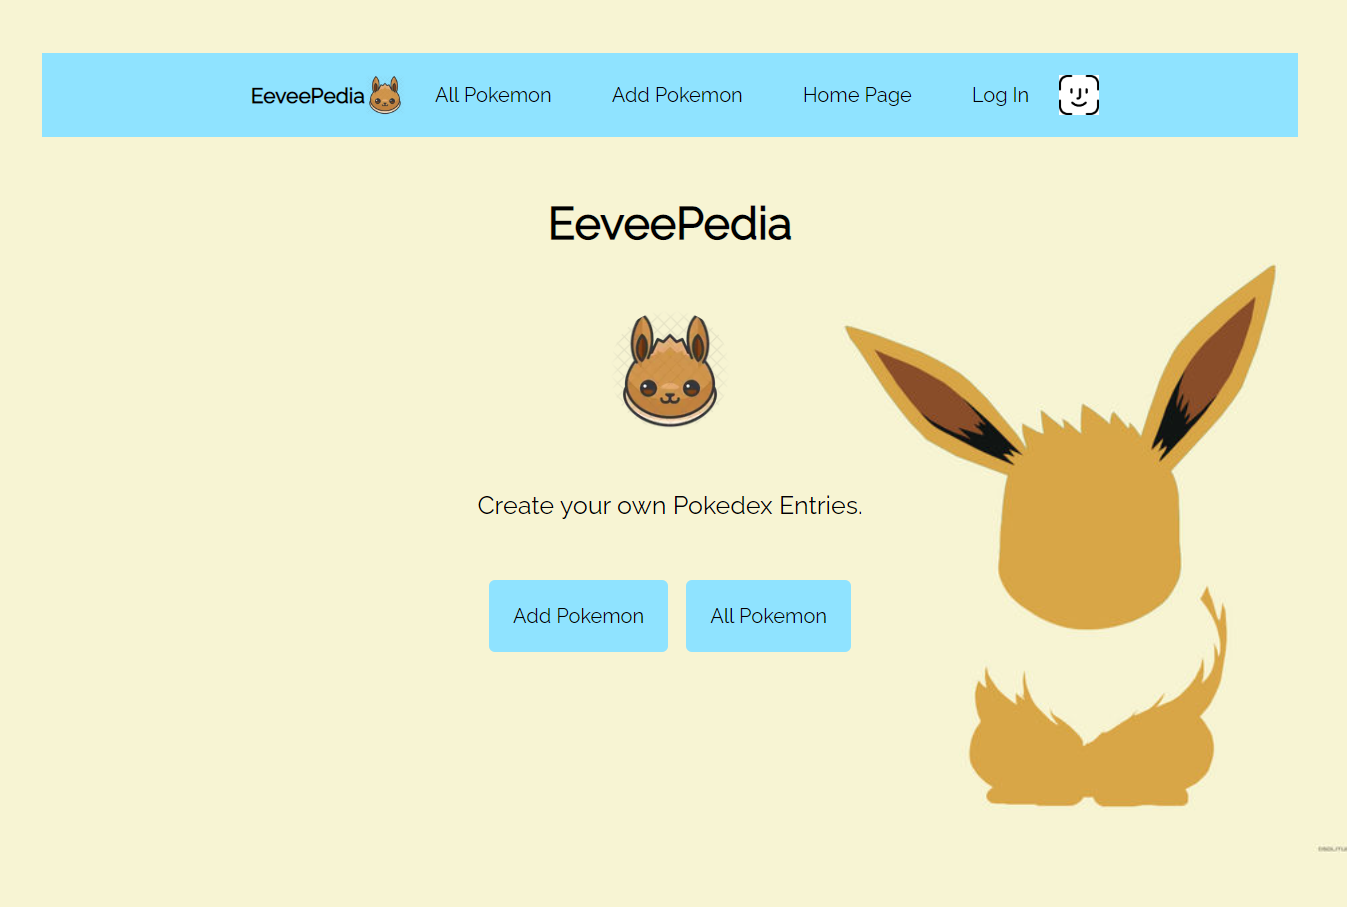 EeveePedia All Pokemon Add Pokemon Home Page Log In
EeveePedia
Create your own Pokedex Entries.
Add Pokemon All Pokemon